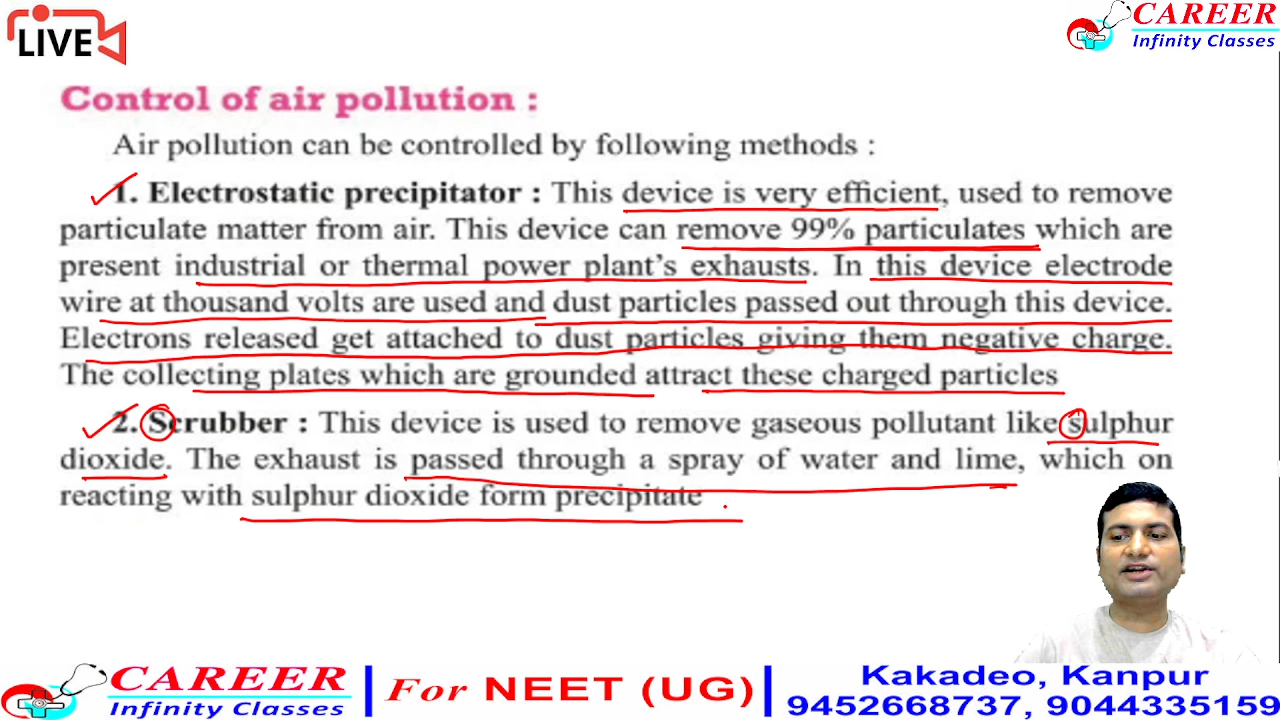 LIVE
CAREER
Infinity Classes
Control of air pollution :
Air pollution can be controlled by following methods :
1. Electrostatic precipitator : This device is very efficient, used to remove
particulate matter from air. This device can remove 99% particulates which are
present industrial or thermal power plant's exhausts. In this device electrode
wire at thousand volts are used and dust particles passed out through this device.
Electrons released get attached to dust particles giving them negative charge.
The collecting plates which are grounded attract these charged particles
2. Scrubber : This device is used to remove gaseous pollutant like sulphur
dioxide. The exhaust is passed through a spray of water and lime, which on
reacting with sulphur dioxide form precipitate
CAREER
Infinity Classes
For NEET (UG)
Kakadeo, Kanpur
9452668737, 9044335159